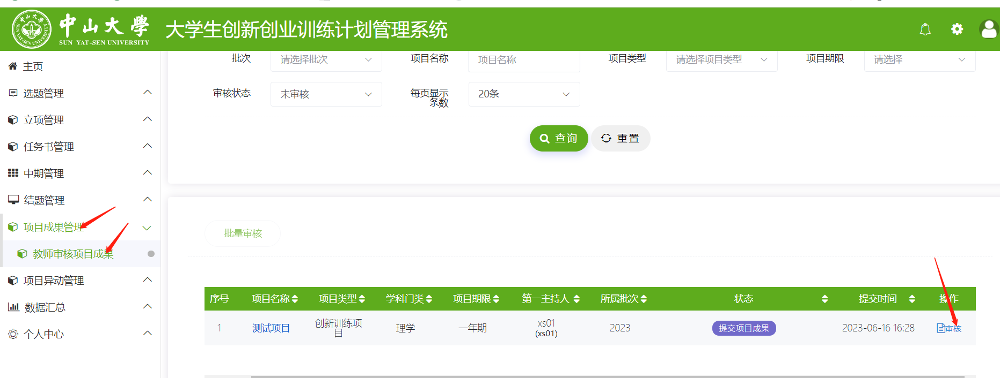 中山大學
SUN YAT-SEN UNIVERSITY
大学生创新创业训练计划管理系统
主页
选题管理
立项管理
任务书管理
中期管理
结题管理
项目成果管理
教师审核项目成果
项目异动管理
数据汇总
个人中心
批次 请选择批次 项目名称 项目名称 项目类型 请选择项目类型 项目期限 请选择
审核状态 未审核 每页显示条数 20条
查询 重置
批量审核
序号 项目名称 项目类型 学科门类 项目期限 第一主持人 所属批次 状态 提交时间 操作
1 测试项目 创新训练项目 理学 一年期 xs01 (xs01) 2023 提交项目成果 2023-06-16 16:28 审核